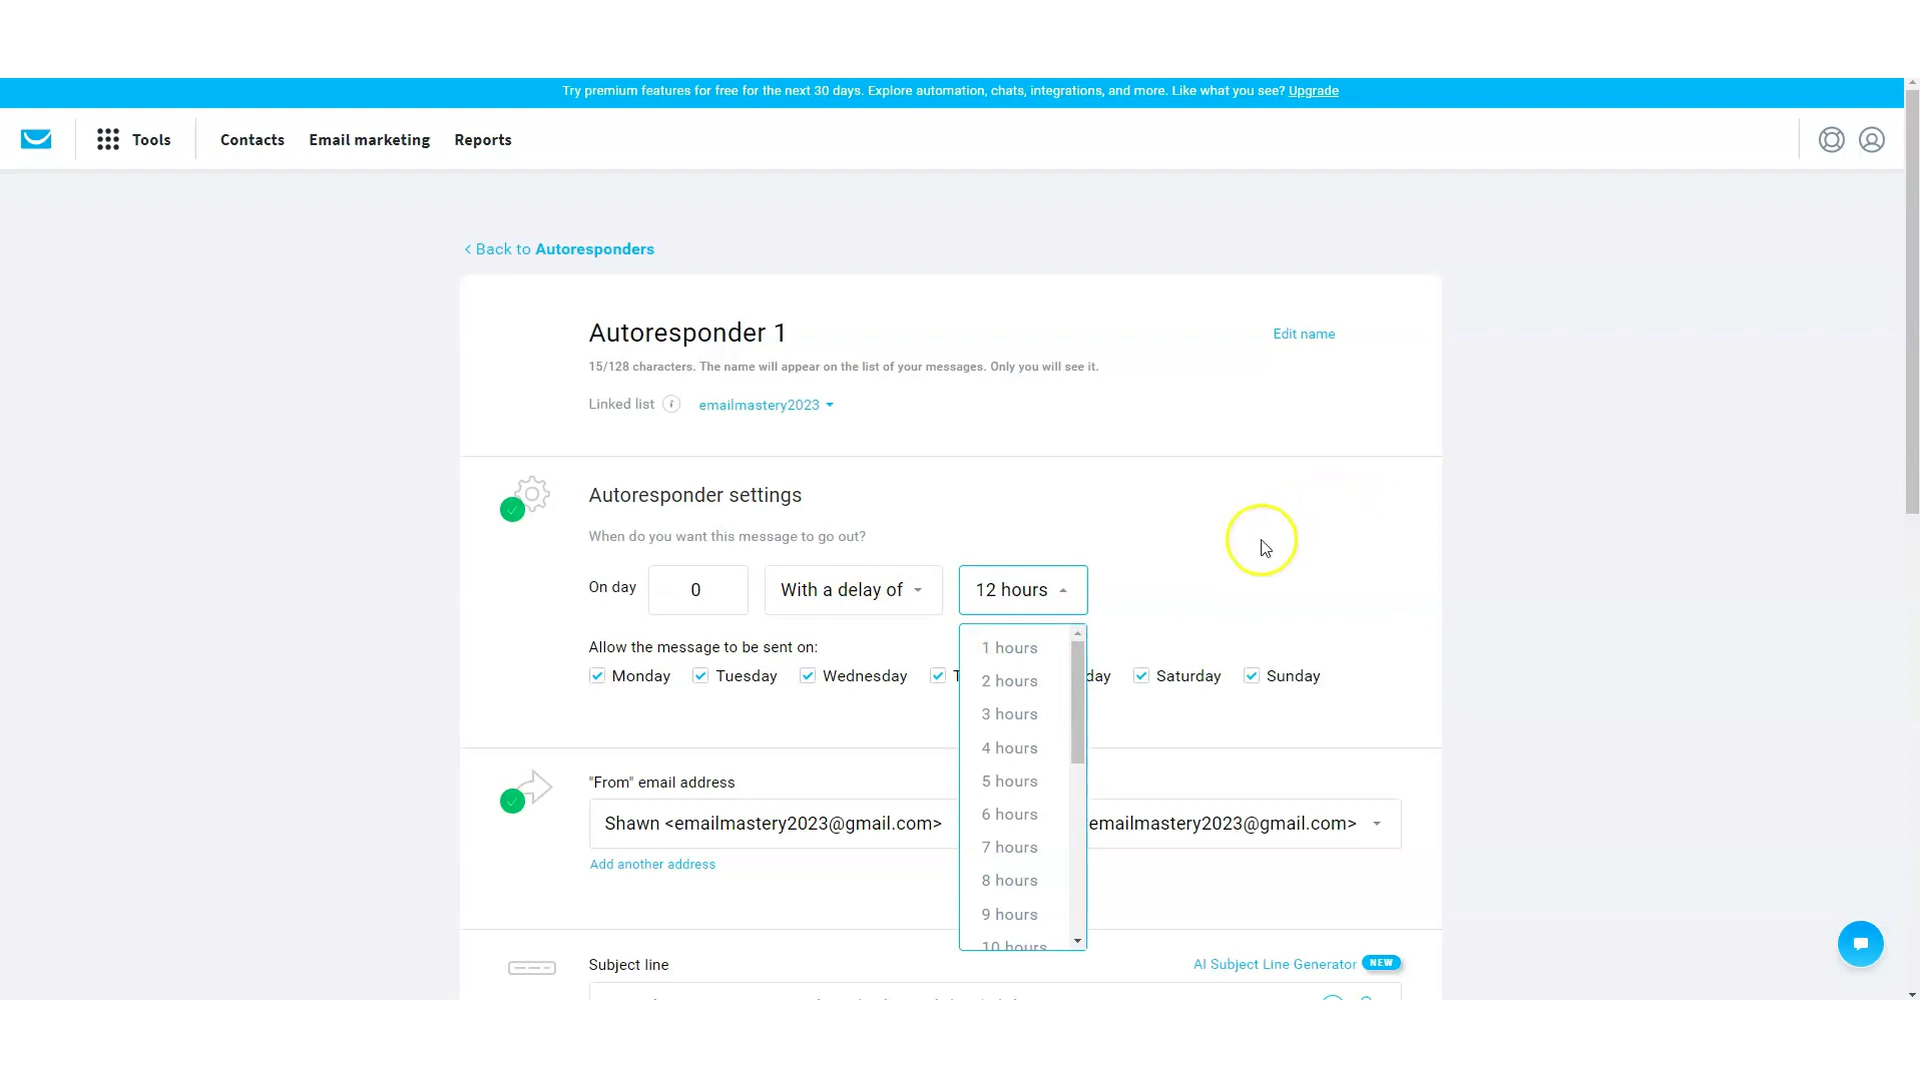 Try premium features for free for the next 30 days. Explore automation, chats, integrations, and more. Like what you see? Upgrade
Tools Contacts Email marketing Reports
< Back to Autoresponders
Autoresponder 1 Edit name
15/128 characters. The name will appear on the list of your messages. Only you will see it.
Linked list i emailmastery2023
Autoresponder settings
When do you want this message to go out?
On day 0 With a delay of 12 hours
Allow the message to be sent on:
Monday Tuesday Wednesday T day Saturday Sunday
1 hours
2 hours
3 hours
4 hours
5 hours
6 hours
7 hours
8 hours
9 hours
10 hours
"From" email address
Shawn <emailmastery2023@gmail.com> emailmastery2023@gmail.com>
Add another address
Subject line AI Subject Line Generator NEW